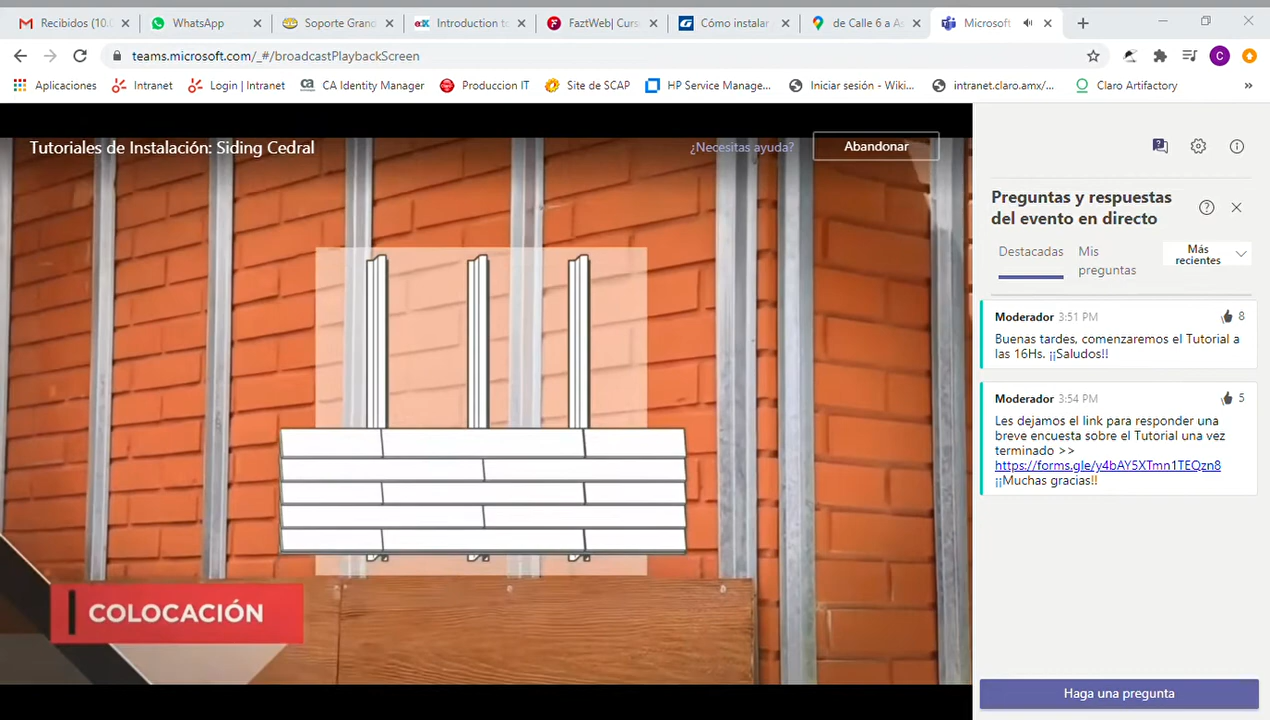 Recibidos (10.0
WhatsApp
Soporte Grand
Introduction to
FaztWeb| Curs
Cómo instalar
de Calle 6 a As
Microsoft
teams.microsoft.com/_#/broadcastPlaybackScreen
Aplicaciones
Intranet
Login | Intranet
CA Identity Manager
Produccion IT
Site de SCAP
HP Service Manage...
Iniciar sesión - Wiki...
intranet.claro.amx/...
Claro Artifactory
»
Tutoriales de Instalación: Siding Cedral
¿Necesitas ayuda?
Abandonar
COLOCACIÓN
Preguntas y respuestas
del evento en directo
Destacadas
Mis
preguntas
Más
recientes
Moderador 3:51 PM
8
Buenas tardes, comenzaremos el Tutorial a
las 16Hs. ¡¡Saludos!!
Moderador 3:54 PM
5
Les dejamos el link para responder una
breve encuesta sobre el Tutorial una vez
terminado >>
https://forms.gle/y4bAY5XTmn1TEQzn8
¡¡Muchas gracias!!
Haga una pregunta